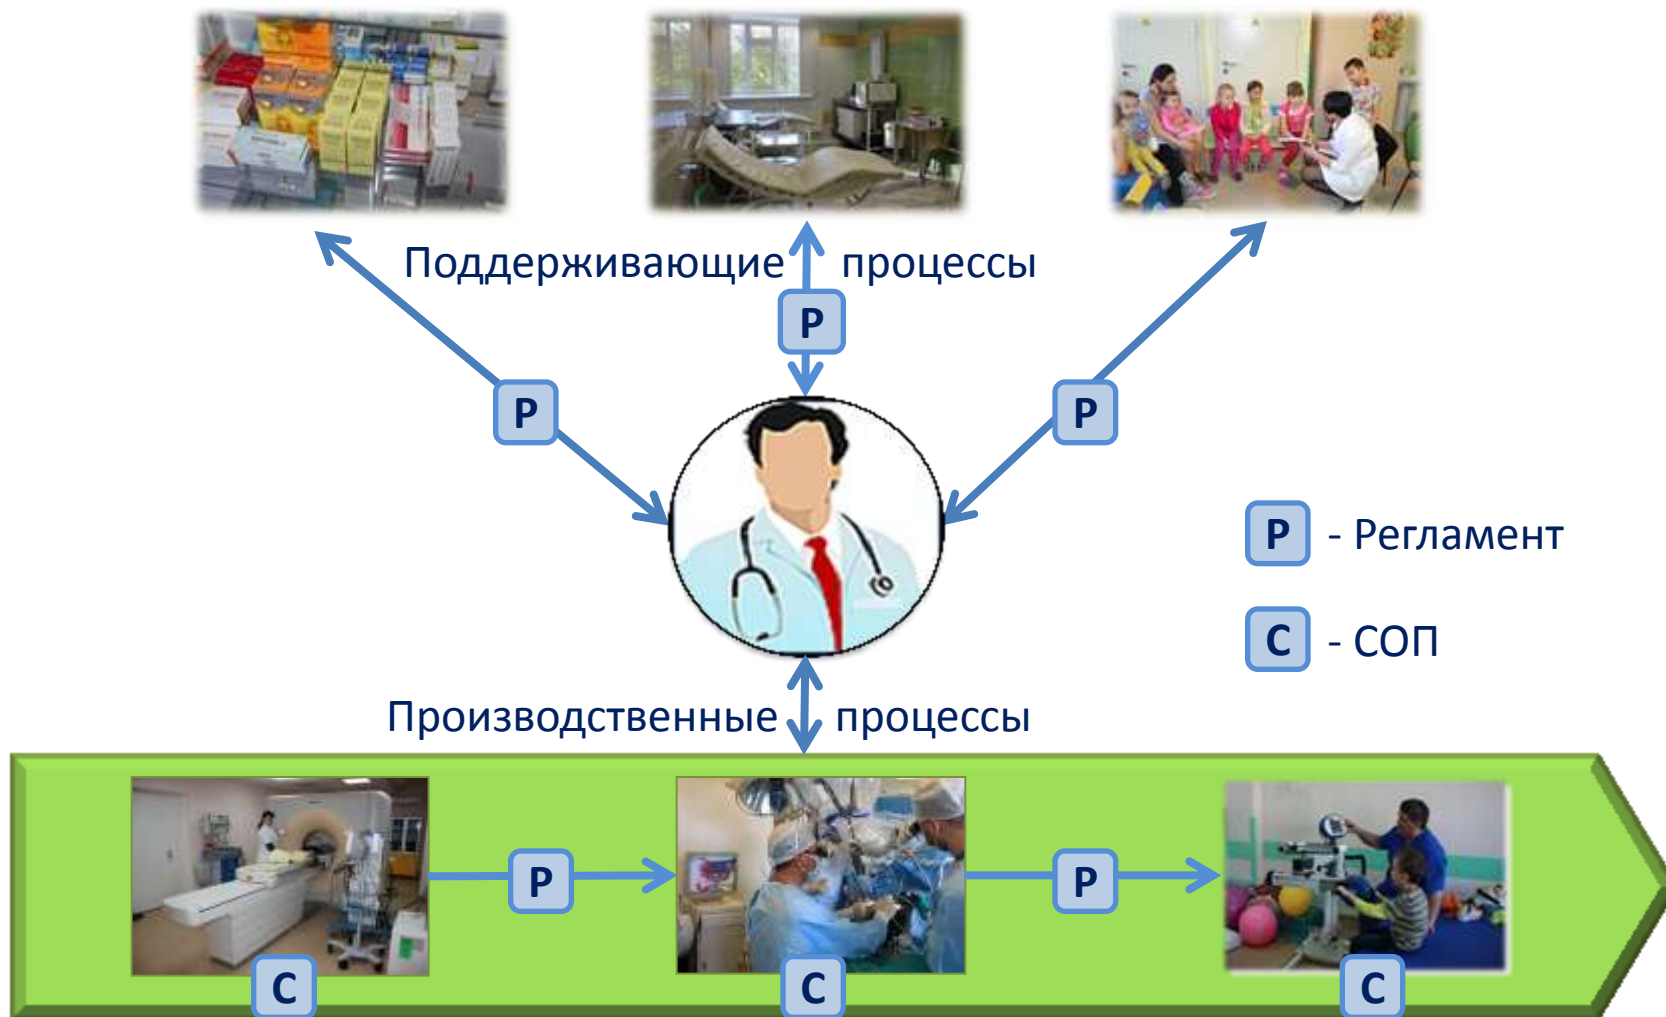 Поддерживающие процессы
Р
Р
Р
Р - Регламент
С - СОП
Производственные процессы
Р
Р
С
С
С